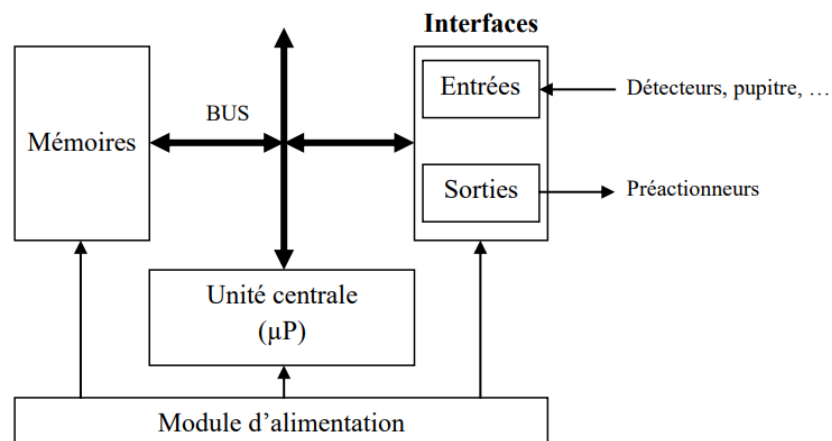 Interfaces
Entrées
Détecteurs, pupitre, …
BUS
Mémoires
Sorties
Préactionneurs
Unité centrale
(µP)
Module d’alimentation